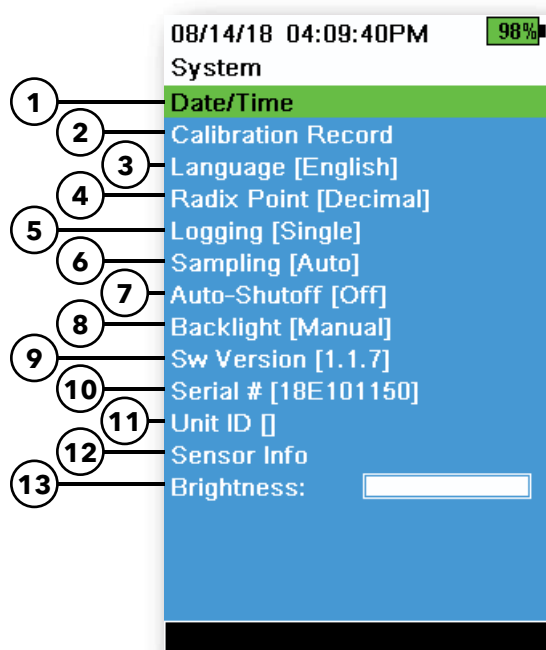 08/14/18 04:09:40PM 98%
System
1 Date/Time
2 Calibration Record
3 Language [English]
4 Radix Point [Decimal]
5 Logging [Single]
6 Sampling [Auto]
7 Auto-Shutoff [Off]
8 Backlight [Manual]
9 Sw Version [1.1.7]
10 Serial # [18E101150]
11 Unit ID []
12 Sensor Info
13 Brightness: